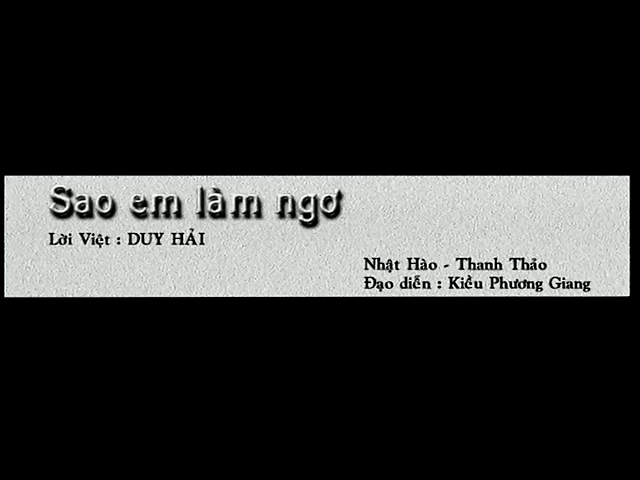 Sao em làm ngơ
Lời Việt : DUY HẢI
Nhật Hào - Thanh Thảo
Đạo diễn : Kiều Phương Giang